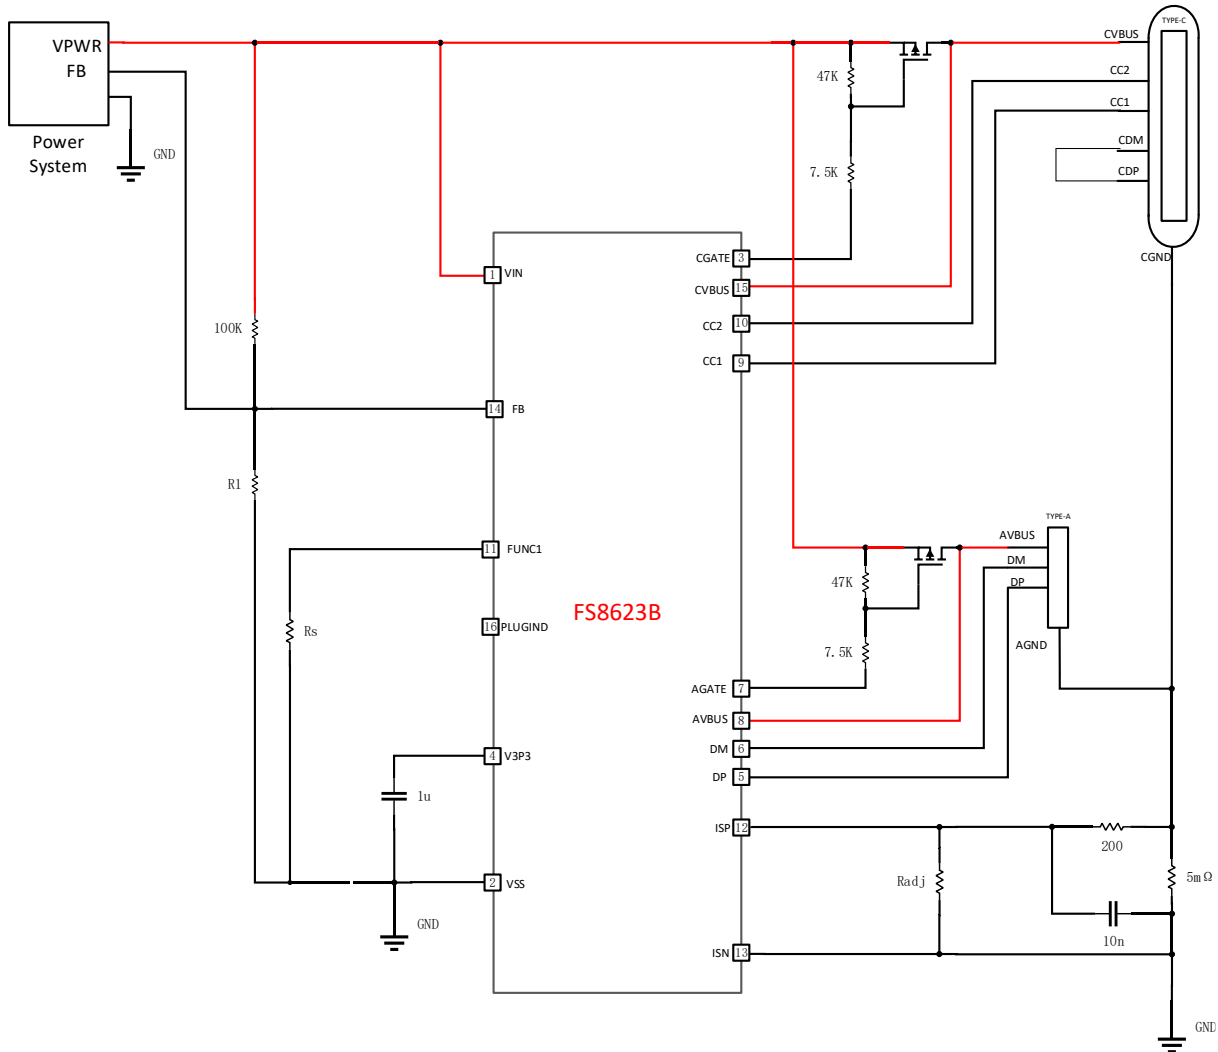 TYPE-C
VPWR
FB
Power
System
GND
CVBUS
CC2
CC1
CDM
CDP
CGND
47K
7.5K
100K
R1
Rs
1u
GND
1
VIN
14
FB
11
FUNC1
16
PLUGIND
4
V3P3
2
VSS
FS8623B
CGATE
3
CVBUS
15
CC2
10
CC1
9
AGATE
7
AVBUS
8
DM
6
DP
5
ISP
12
ISN
13
TYPE-A
AVBUS
DM
DP
AGND
47K
7.5K
Radj
200
5mΩ
10n
GND